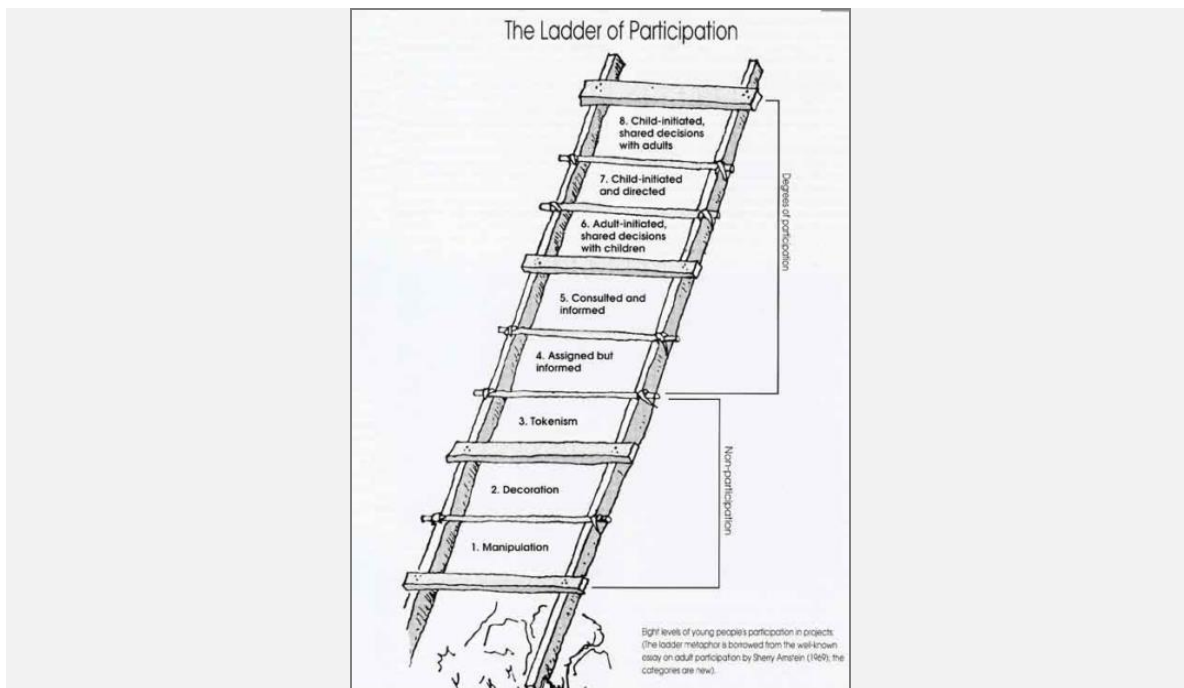 The Ladder of Participation
8. Child-initiated,
shared decisions
with adults
7. Child-initiated
and directed
6. Adult-initiated,
shared decisions
with children
5. Consulted and
informed
4. Assigned but
informed
3. Tokenism
2. Decoration
1. Manipulation
Degrees of participation
Non-participation
Eight levels of young people's participation in projects
(The ladder metaphor is borrowed from the well-known
essay on adult participation by Sherry Arnstein (1969); the
categories are new).